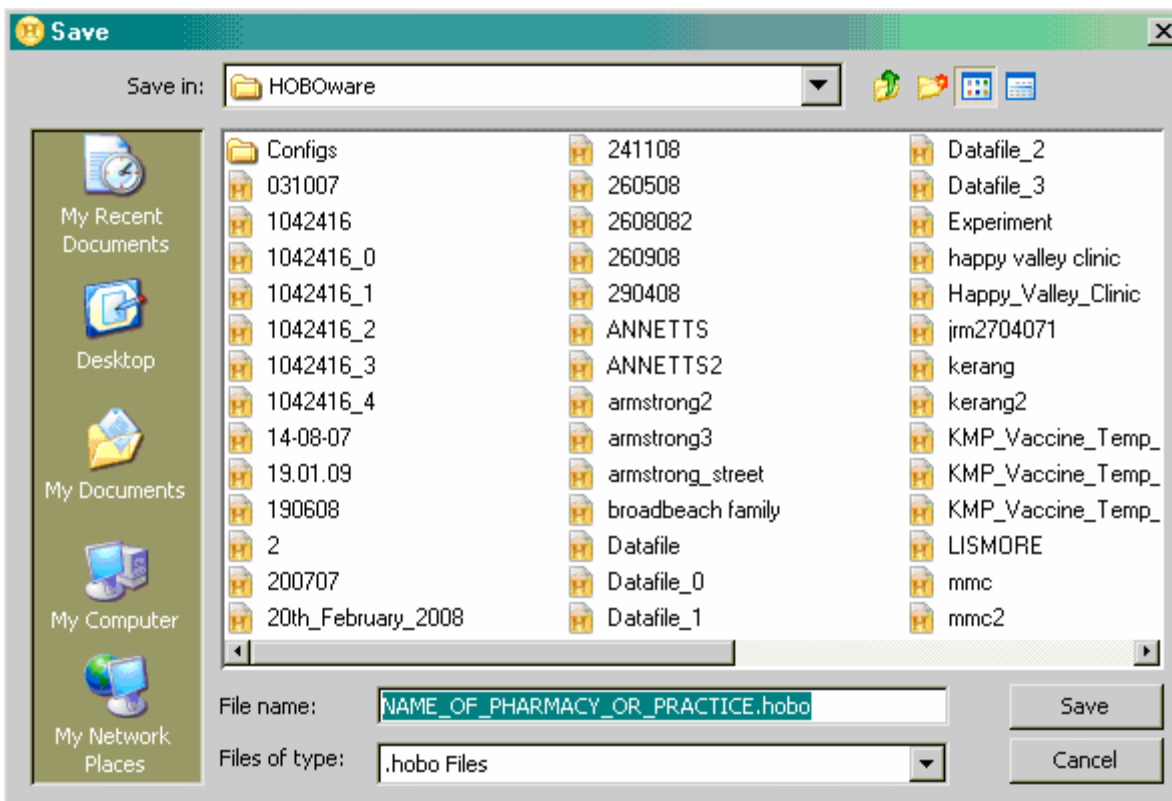 Save
Save in:
HOBOware
My Recent
Documents
Desktop
My Documents
My Computer
My Network
Places
Configs
031007
1042416
1042416_0
1042416_1
1042416_2
1042416_3
1042416_4
14-08-07
19.01.09
190608
2
200707
20th_February_2008
241108
260508
2608082
260908
290408
ANNETTS
ANNETTS2
armstrong2
armstrong3
armstrong_street
broadbeach family
Datafile
Datafile_0
Datafile_1
Datafile_2
Datafile_3
Experiment
happy valley clinic
Happy_Valley_Clinic
jrm2704071
kerang
kerang2
KMP_Vaccine_Temp_
KMP_Vaccine_Temp_
KMP_Vaccine_Temp_
LISMORE
mmc
mmc2
File name:
NAME_OF_PHARMACY_OR_PRACTICE.hobo
Save
Files of type:
.hobo Files
Cancel